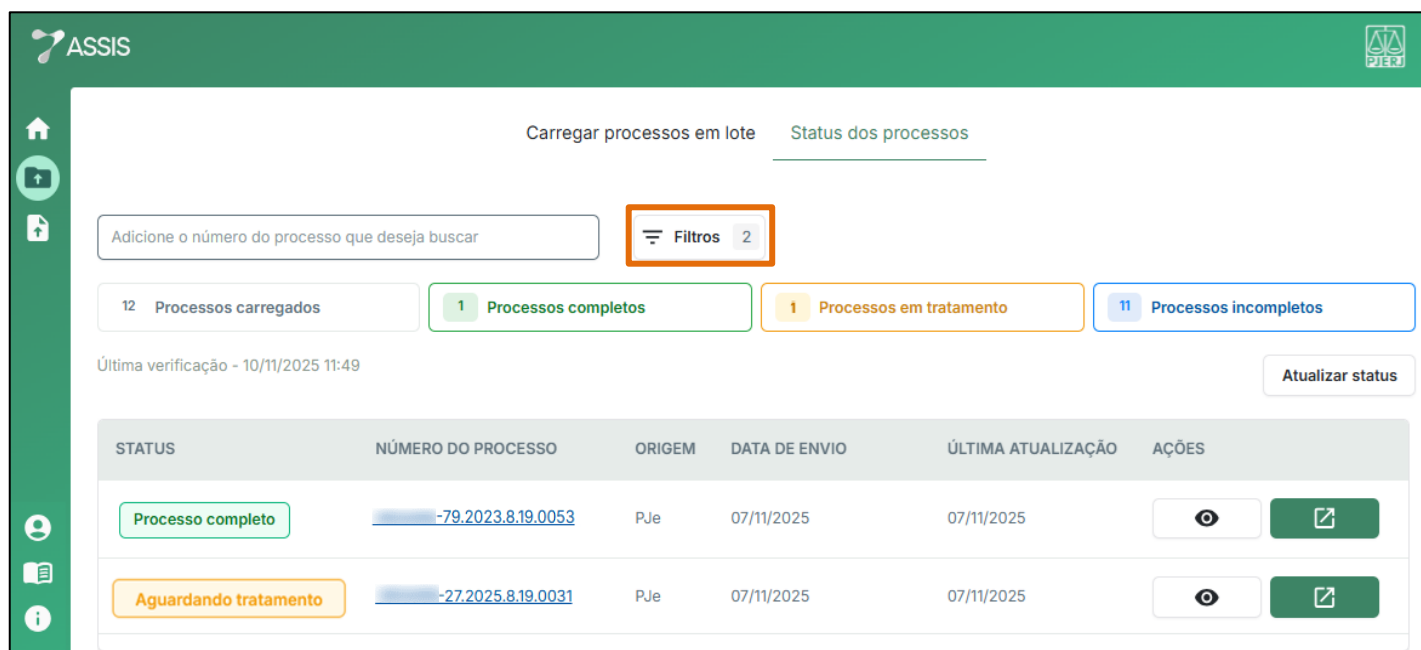 ASSIS
PJERJ
Carregar processos em lote Status dos processos
Adicione o número do processo que deseja buscar Filtros 2
12 Processos carregados 1 Processos completos 1 Processos em tratamento 11 Processos incompletos
Última verificação - 10/11/2025 11:49
Atualizar status
STATUS NÚMERO DO PROCESSO ORIGEM DATA DE ENVIO ÚLTIMA ATUALIZAÇÃO AÇÕES
Processo completo -79.2023.8.19.0053 PJe 07/11/2025 07/11/2025
Aguardando tratamento -27.2025.8.19.0031 PJe 07/11/2025 07/11/2025